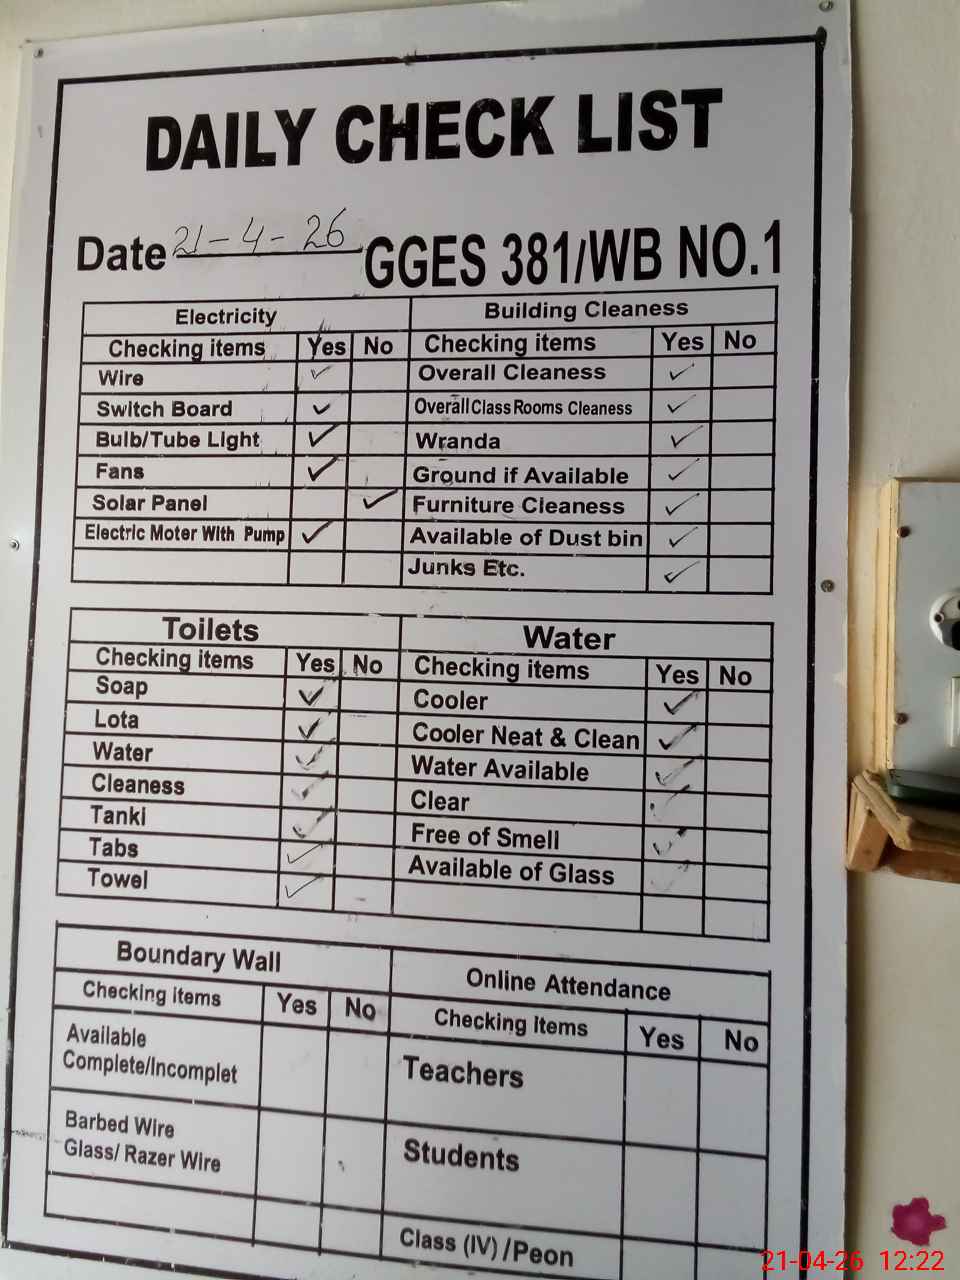 DAILY CHECK LIST
Date 21-4-26 GGES 381/WB NO.1
Electricity
Checking items Yes No
Wire ✓
Switch Board ✓
Bulb/Tube Light ✓
Fans ✓
Solar Panel ✓
Electric Moter With Pump ✓
Building Cleaness
Checking items Yes No
Overall Cleaness ✓
Overall Class Rooms Cleaness ✓
Wranda ✓
Ground if Available ✓
Furniture Cleaness ✓
Available of Dust bin ✓
Junks Etc. ✓
Toilets
Checking items Yes No
Soap ✓
Lota ✓
Water ✓
Cleaness ✓
Tanki ✓
Tabs ✓
Towel ✓
Water
Checking items Yes No
Cooler ✓
Cooler Neat & Clean ✓
Water Available ✓
Clear ✓
Free of Smell ✓
Available of Glass ✓
Boundary Wall
Checking items Yes No
Available
Complete/Incomplet
Barbed Wire
Glass/ Razer Wire
Online Attendance
Checking Items Yes No
Teachers
Students
Class (IV) /Peon
21-04-26 12:22